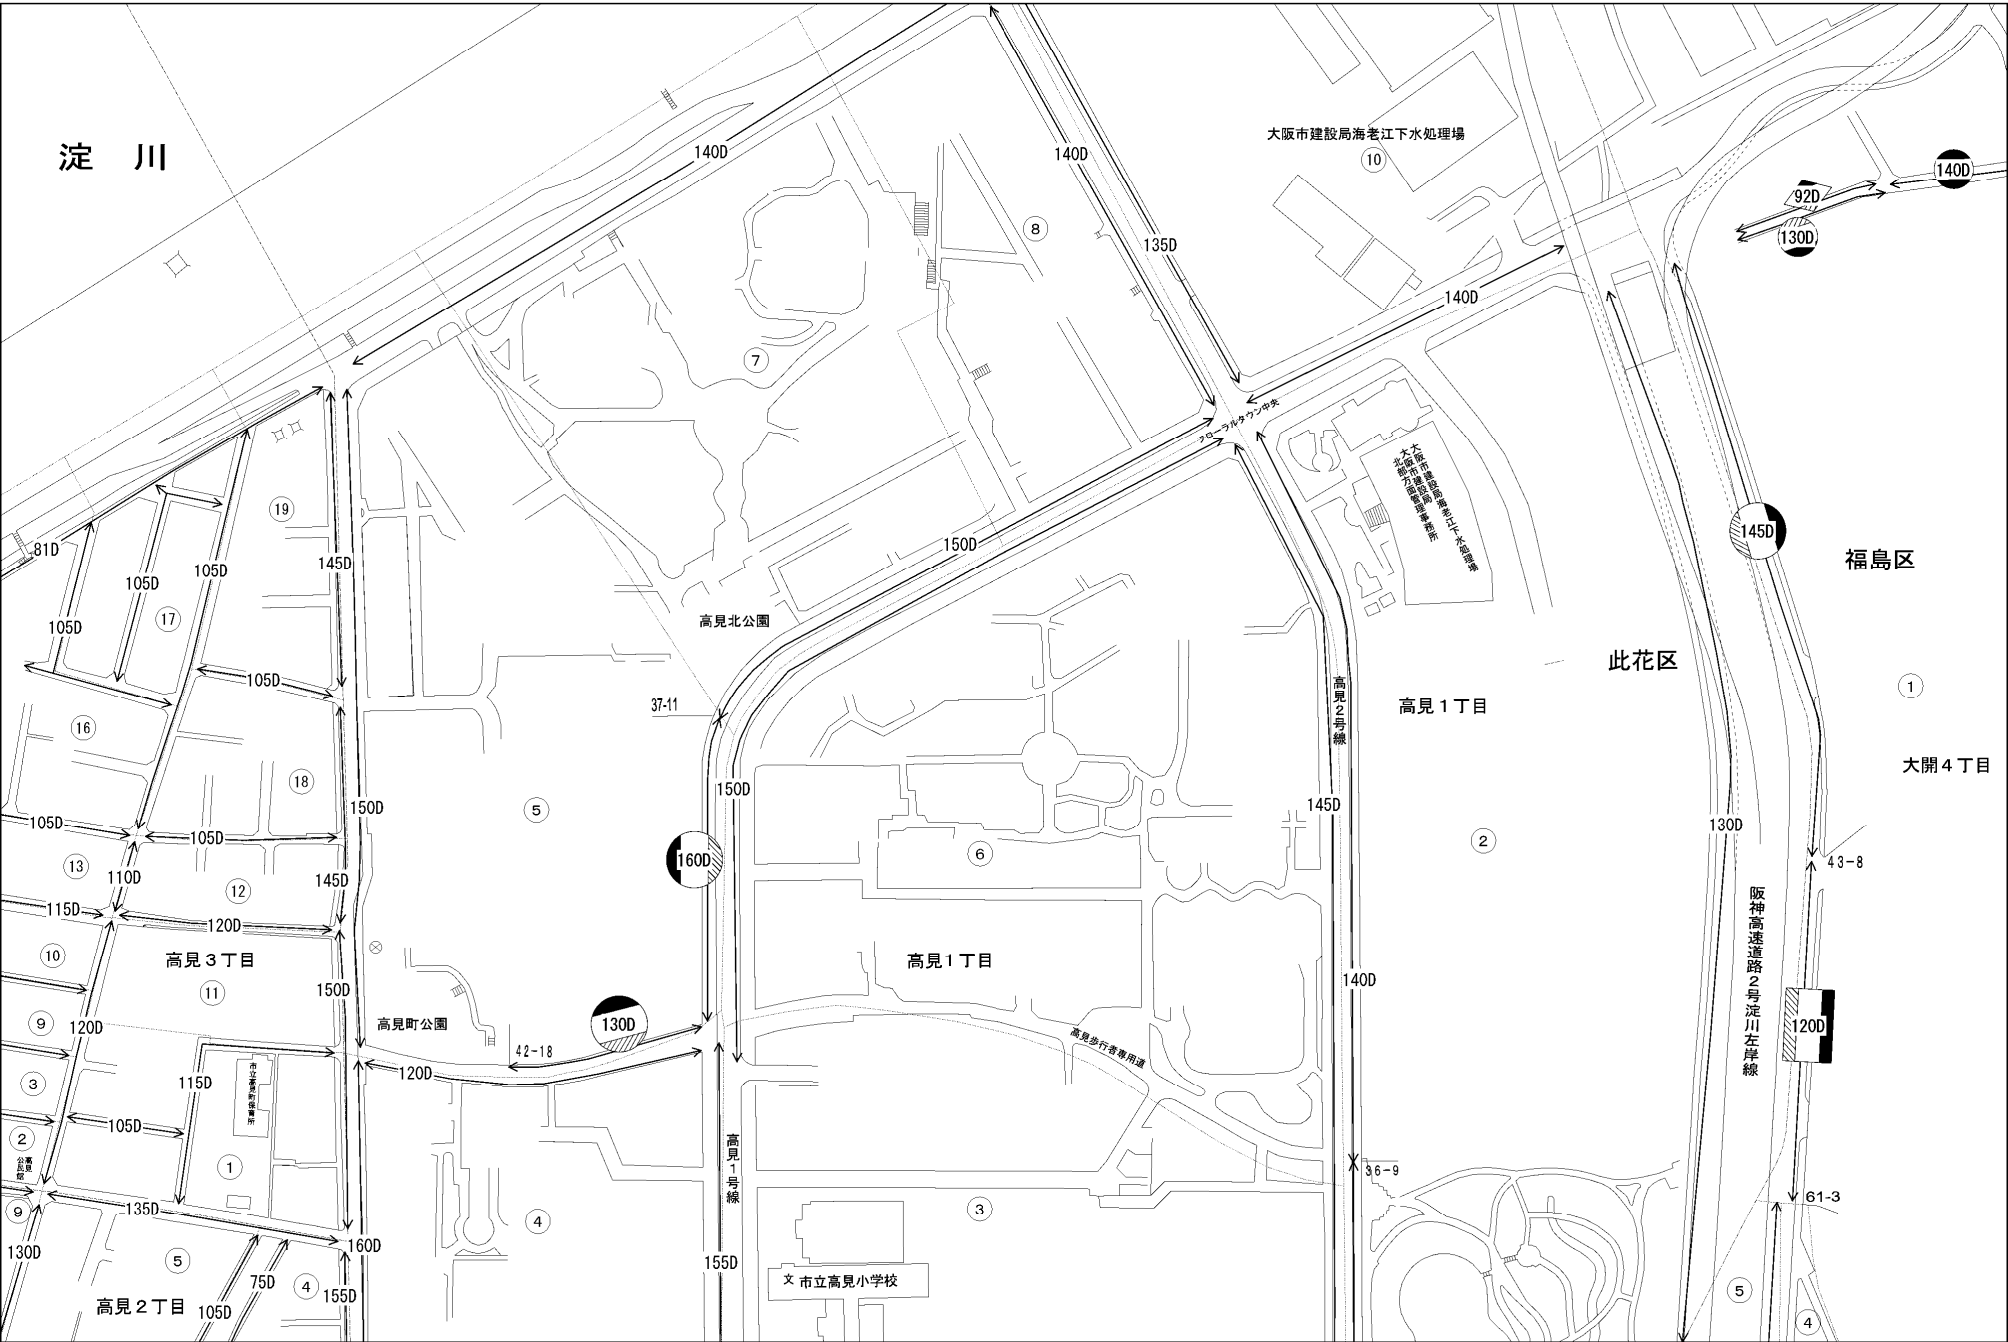 淀川
140D
140D
135D
大阪市建設局海老江下水処理場
10
140D
92D
130D
8
140D
7
フローラルタウン中央
大阪市建設局海老江下水処理場
大阪市建設局
北部方面管理事務所
19
81D
105D
105D
145D
150D
145D
福島区
105D
17
高見北公園
此花区
105D
37-11
高見2号線
高見1丁目
1
16
18
大開4丁目
105D
105D
150D
5
150D
145D
130D
2
13
110D
12
145D
160D
6
43-8
115D
120D
阪神高速道路2号淀川左岸線
10
高見3丁目
11
150D
高見1丁目
140D
9
120D
高見町公園
130D
42-18
高見歩行者専用道
120D
3
115D
市立高見町保育所
120D
105D
2
高見公民館
1
高見1号線
36-9
61-3
9
135D
4
3
130D
5
160D
155D
105D
75D
4
155D
文 市立高見小学校
高見2丁目
5
4